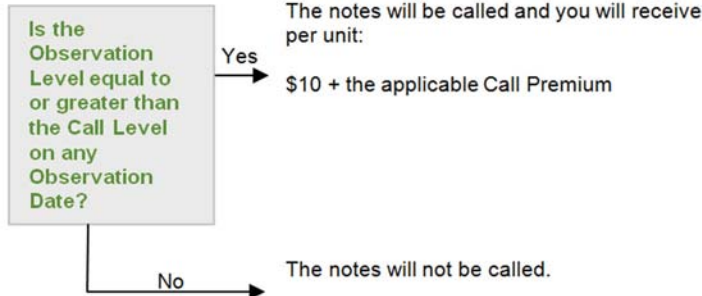 Is the
Observation
Level equal to
or greater than
the Call Level
on any
Observation
Date?
Yes
The notes will be called and you will receive
per unit:
$10 + the applicable Call Premium
No
The notes will not be called.